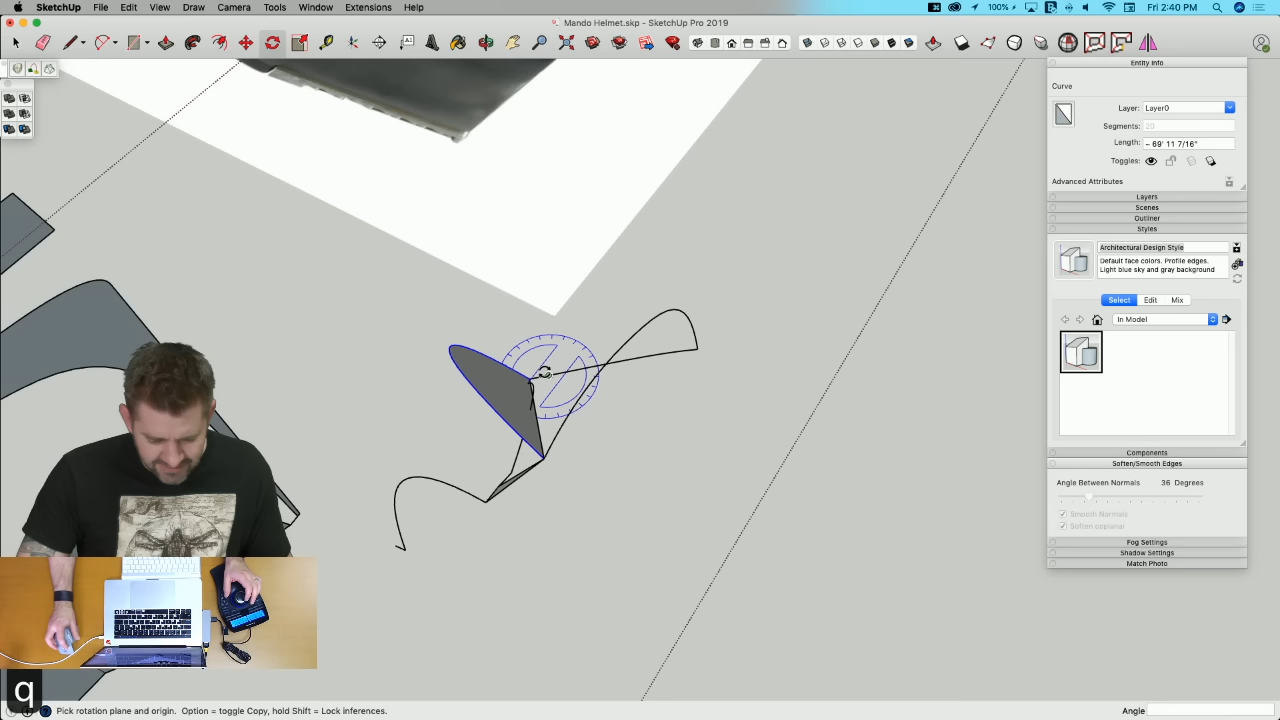 SketchUp File Edit View Draw Camera Tools Window Extensions Help
100% Fri 2:40 PM
Mando Helmet.skp - SketchUp Pro 2019
Entity Info
Curve
Layer: Layer0
Segments: 20
Length: ~ 69' 11 7/16"
Toggles:
Advanced Attributes
Layers
Scenes
Outliner
Styles
Architectural Design Style
Default face colors. Profile edges.
Light blue sky and gray background
Select Edit Mix
In Model
Components
Soften/Smooth Edges
Angle Between Normals 36 Degrees
Smooth Normals
Soften coplanar
Fog Settings
Shadow Settings
Match Photo
q
Pick rotation plane and origin. Option = toggle Copy, hold Shift = Lock inferences.
Angle